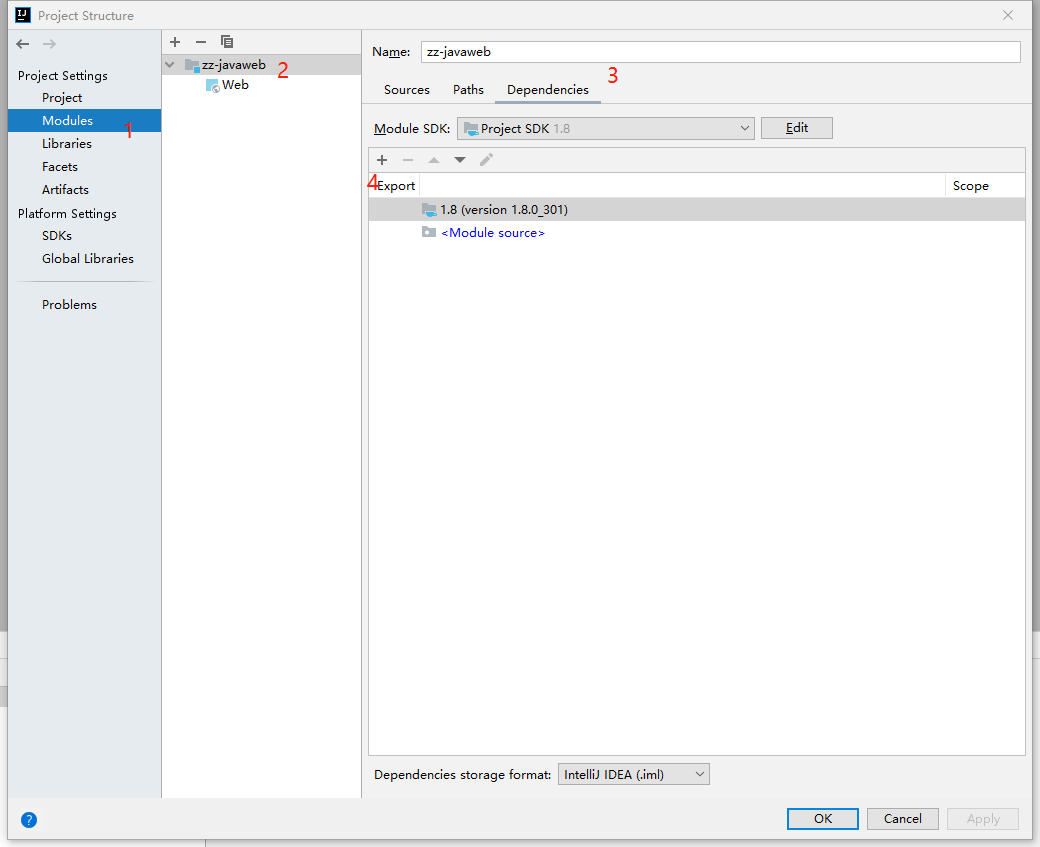 Project Structure
Project Settings
Project
Modules
1
Libraries
Facets
Artifacts
Platform Settings
SDKs
Global Libraries
Problems
zz-javaweb
2
Web
Name: zz-javaweb
3
Sources Paths Dependencies
Module SDK: Project SDK 1.8 Edit
4
Export Scope
1.8 (version 1.8.0_301)
<Module source>
Dependencies storage format: IntelliJ IDEA (.iml)
? OK Cancel Apply